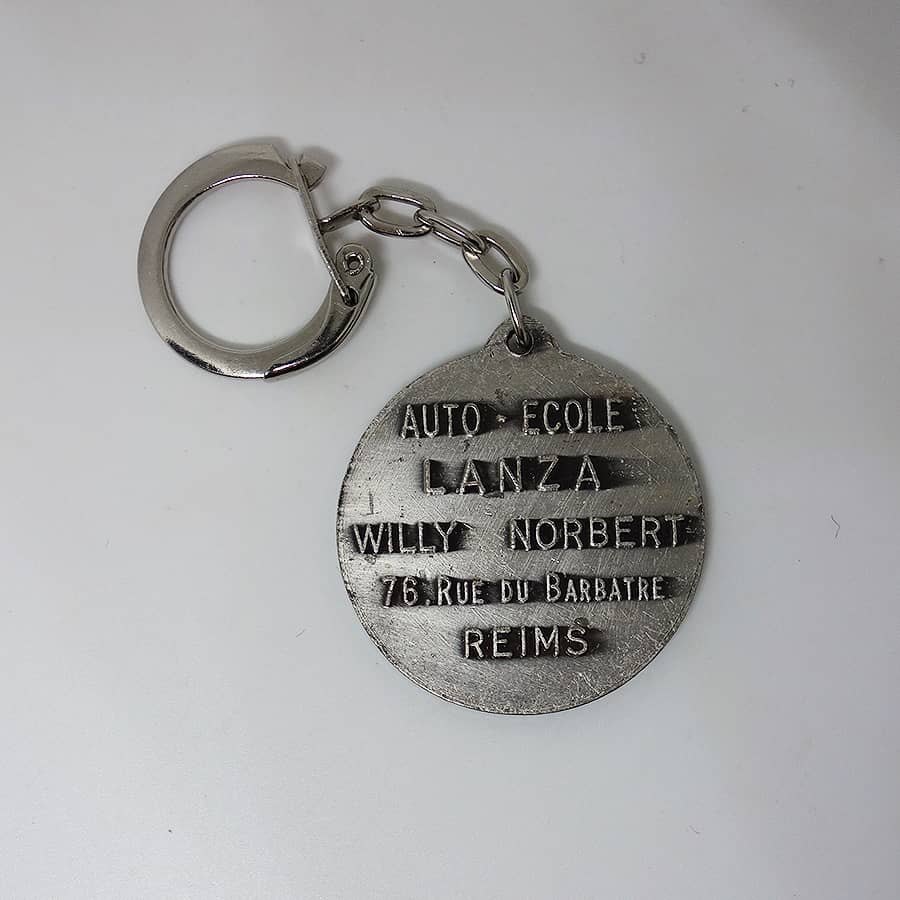 AUTO - ECOLE
LANZA
WILLY NORBERT
76, RUE DU BARBATRE
REIMS